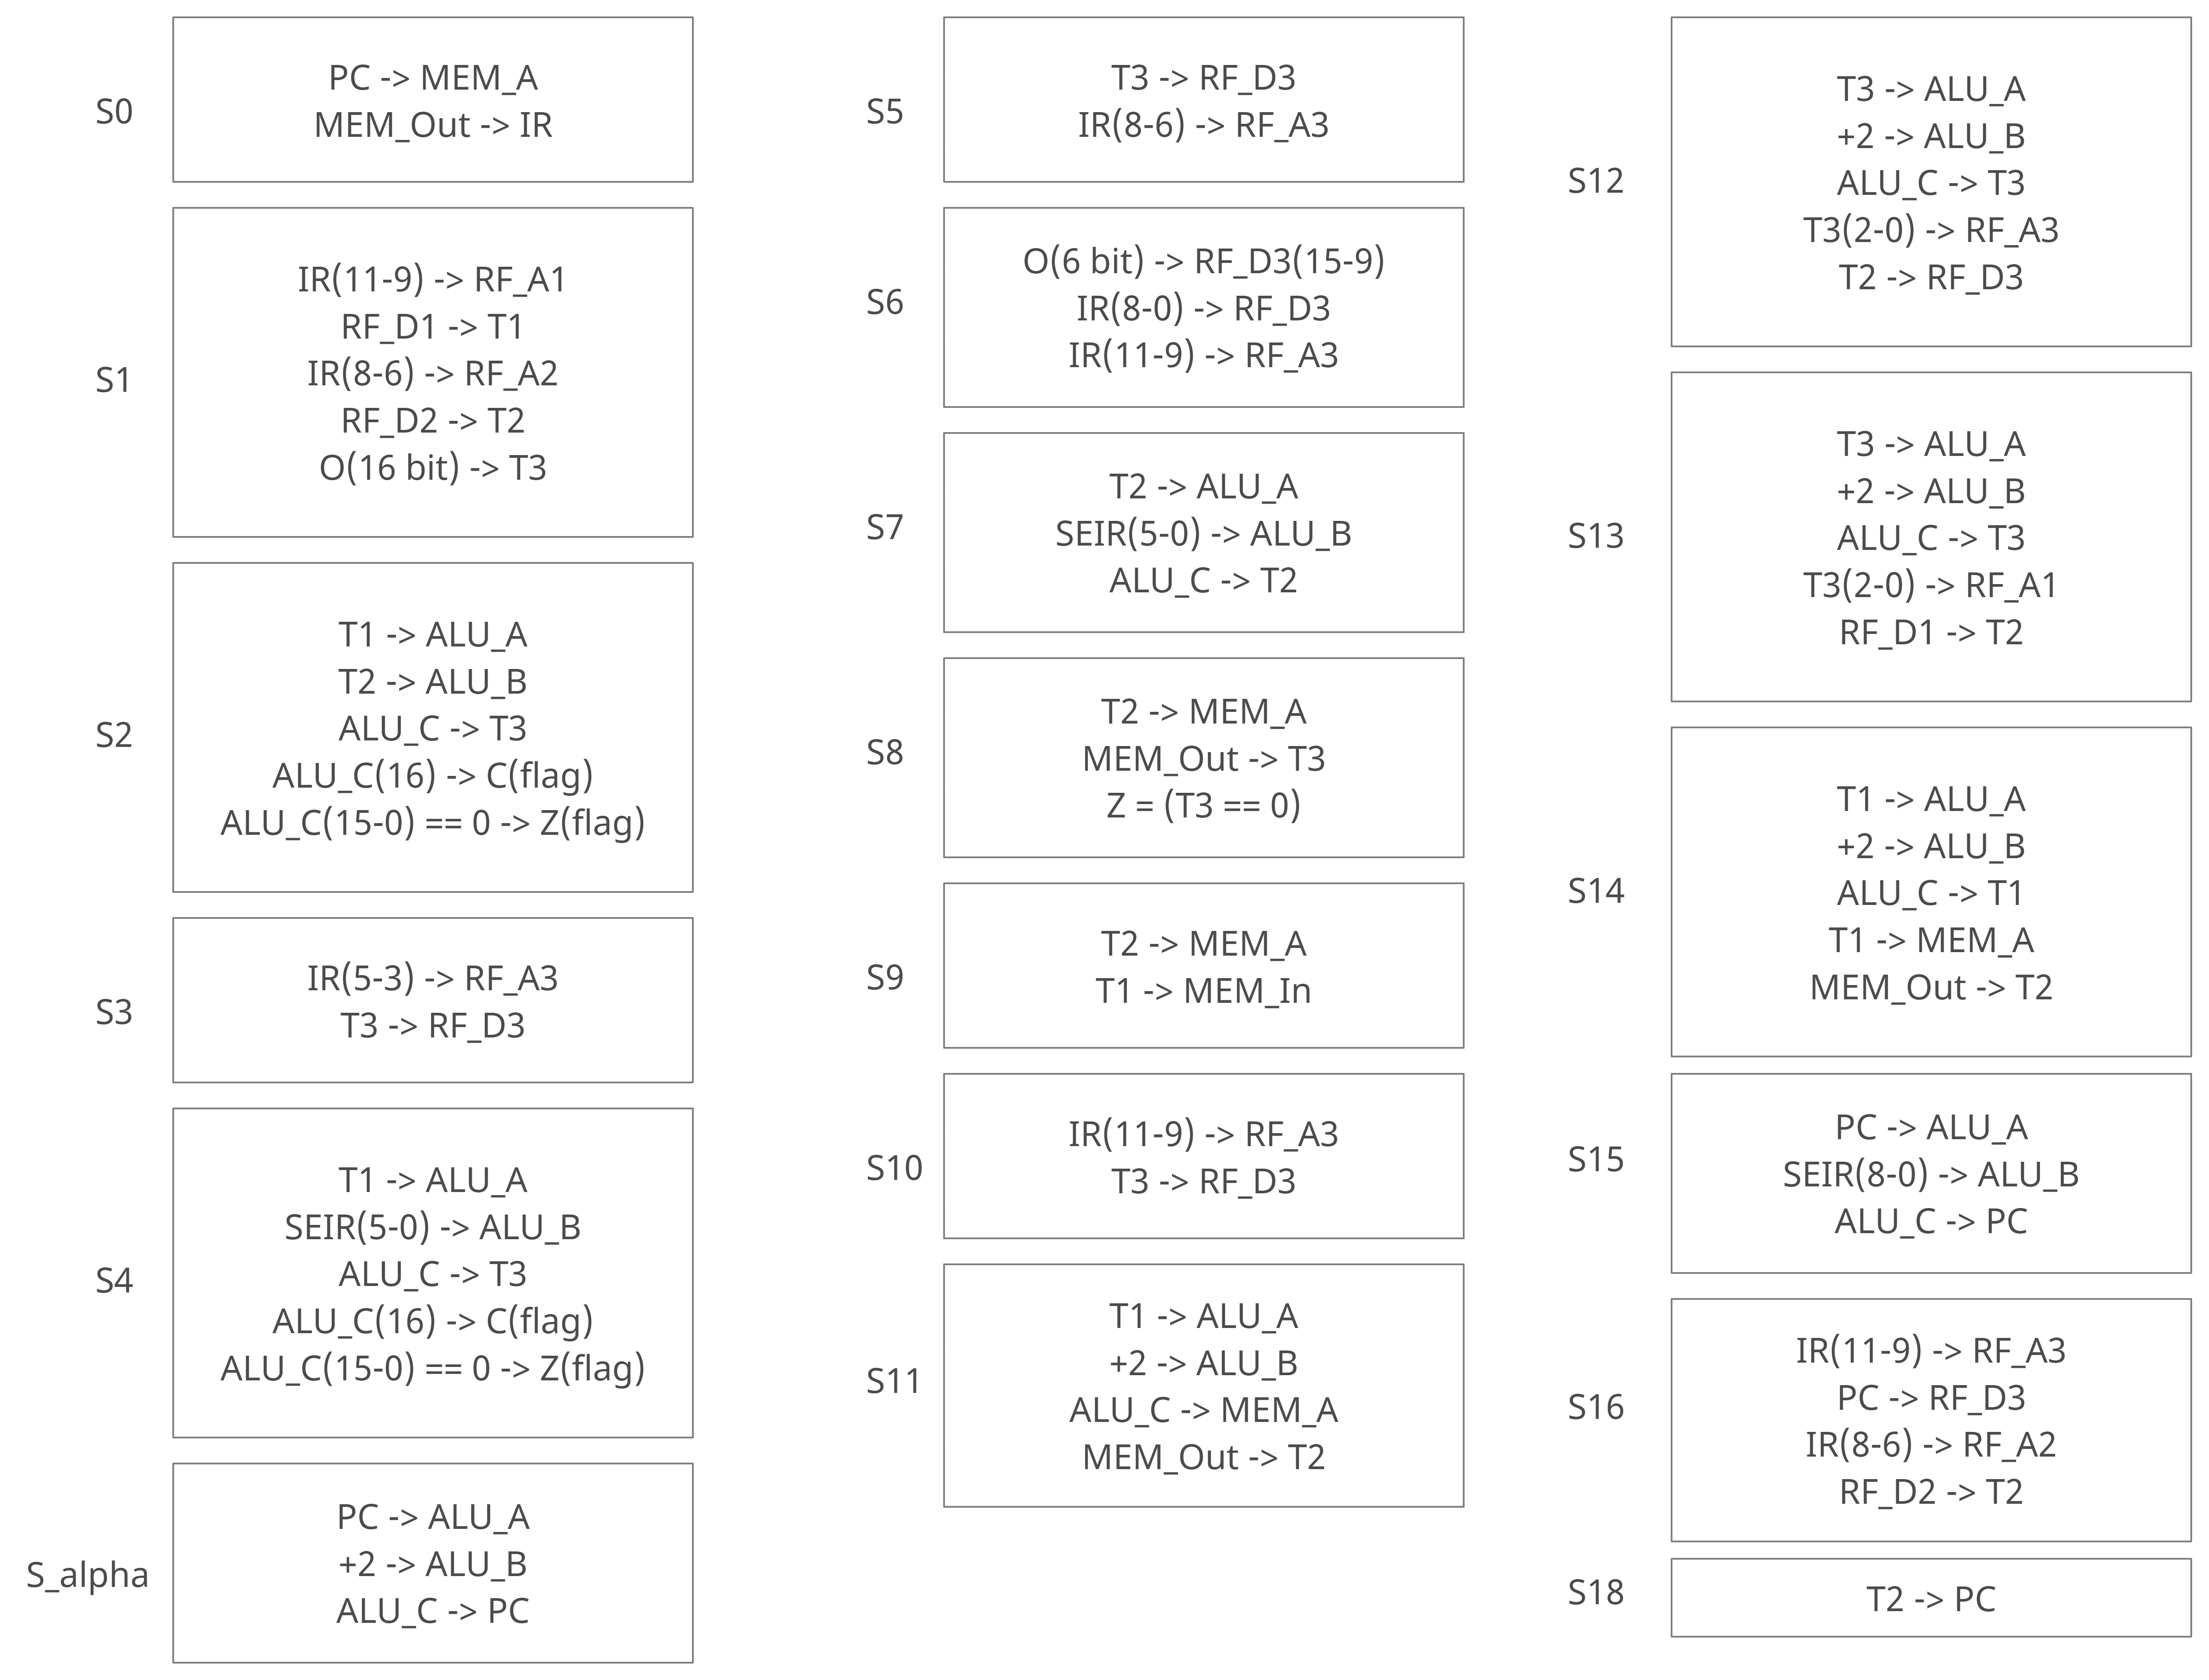 S0
PC -> MEM_A
MEM_Out -> IR
S1
IR(11-9) -> RF_A1
RF_D1 -> T1
IR(8-6) -> RF_A2
RF_D2 -> T2
O(16 bit) -> T3
S2
T1 -> ALU_A
T2 -> ALU_B
ALU_C -> T3
ALU_C(16) -> C(flag)
ALU_C(15-0) == 0 -> Z(flag)
S3
IR(5-3) -> RF_A3
T3 -> RF_D3
S4
T1 -> ALU_A
SEIR(5-0) -> ALU_B
ALU_C -> T3
ALU_C(16) -> C(flag)
ALU_C(15-0) == 0 -> Z(flag)
S_alpha
PC -> ALU_A
+2 -> ALU_B
ALU_C -> PC
S5
T3 -> RF_D3
IR(8-6) -> RF_A3
S6
O(6 bit) -> RF_D3(15-9)
IR(8-0) -> RF_D3
IR(11-9) -> RF_A3
S7
T2 -> ALU_A
SEIR(5-0) -> ALU_B
ALU_C -> T2
S8
T2 -> MEM_A
MEM_Out -> T3
Z = (T3 == 0)
S9
T2 -> MEM_A
T1 -> MEM_In
S10
IR(11-9) -> RF_A3
T3 -> RF_D3
S11
T1 -> ALU_A
+2 -> ALU_B
ALU_C -> MEM_A
MEM_Out -> T2
S12
T3 -> ALU_A
+2 -> ALU_B
ALU_C -> T3
T3(2-0) -> RF_A3
T2 -> RF_D3
S13
T3 -> ALU_A
+2 -> ALU_B
ALU_C -> T3
T3(2-0) -> RF_A1
RF_D1 -> T2
S14
T1 -> ALU_A
+2 -> ALU_B
ALU_C -> T1
T1 -> MEM_A
MEM_Out -> T2
S15
PC -> ALU_A
SEIR(8-0) -> ALU_B
ALU_C -> PC
S16
IR(11-9) -> RF_A3
PC -> RF_D3
IR(8-6) -> RF_A2
RF_D2 -> T2
S18
T2 -> PC